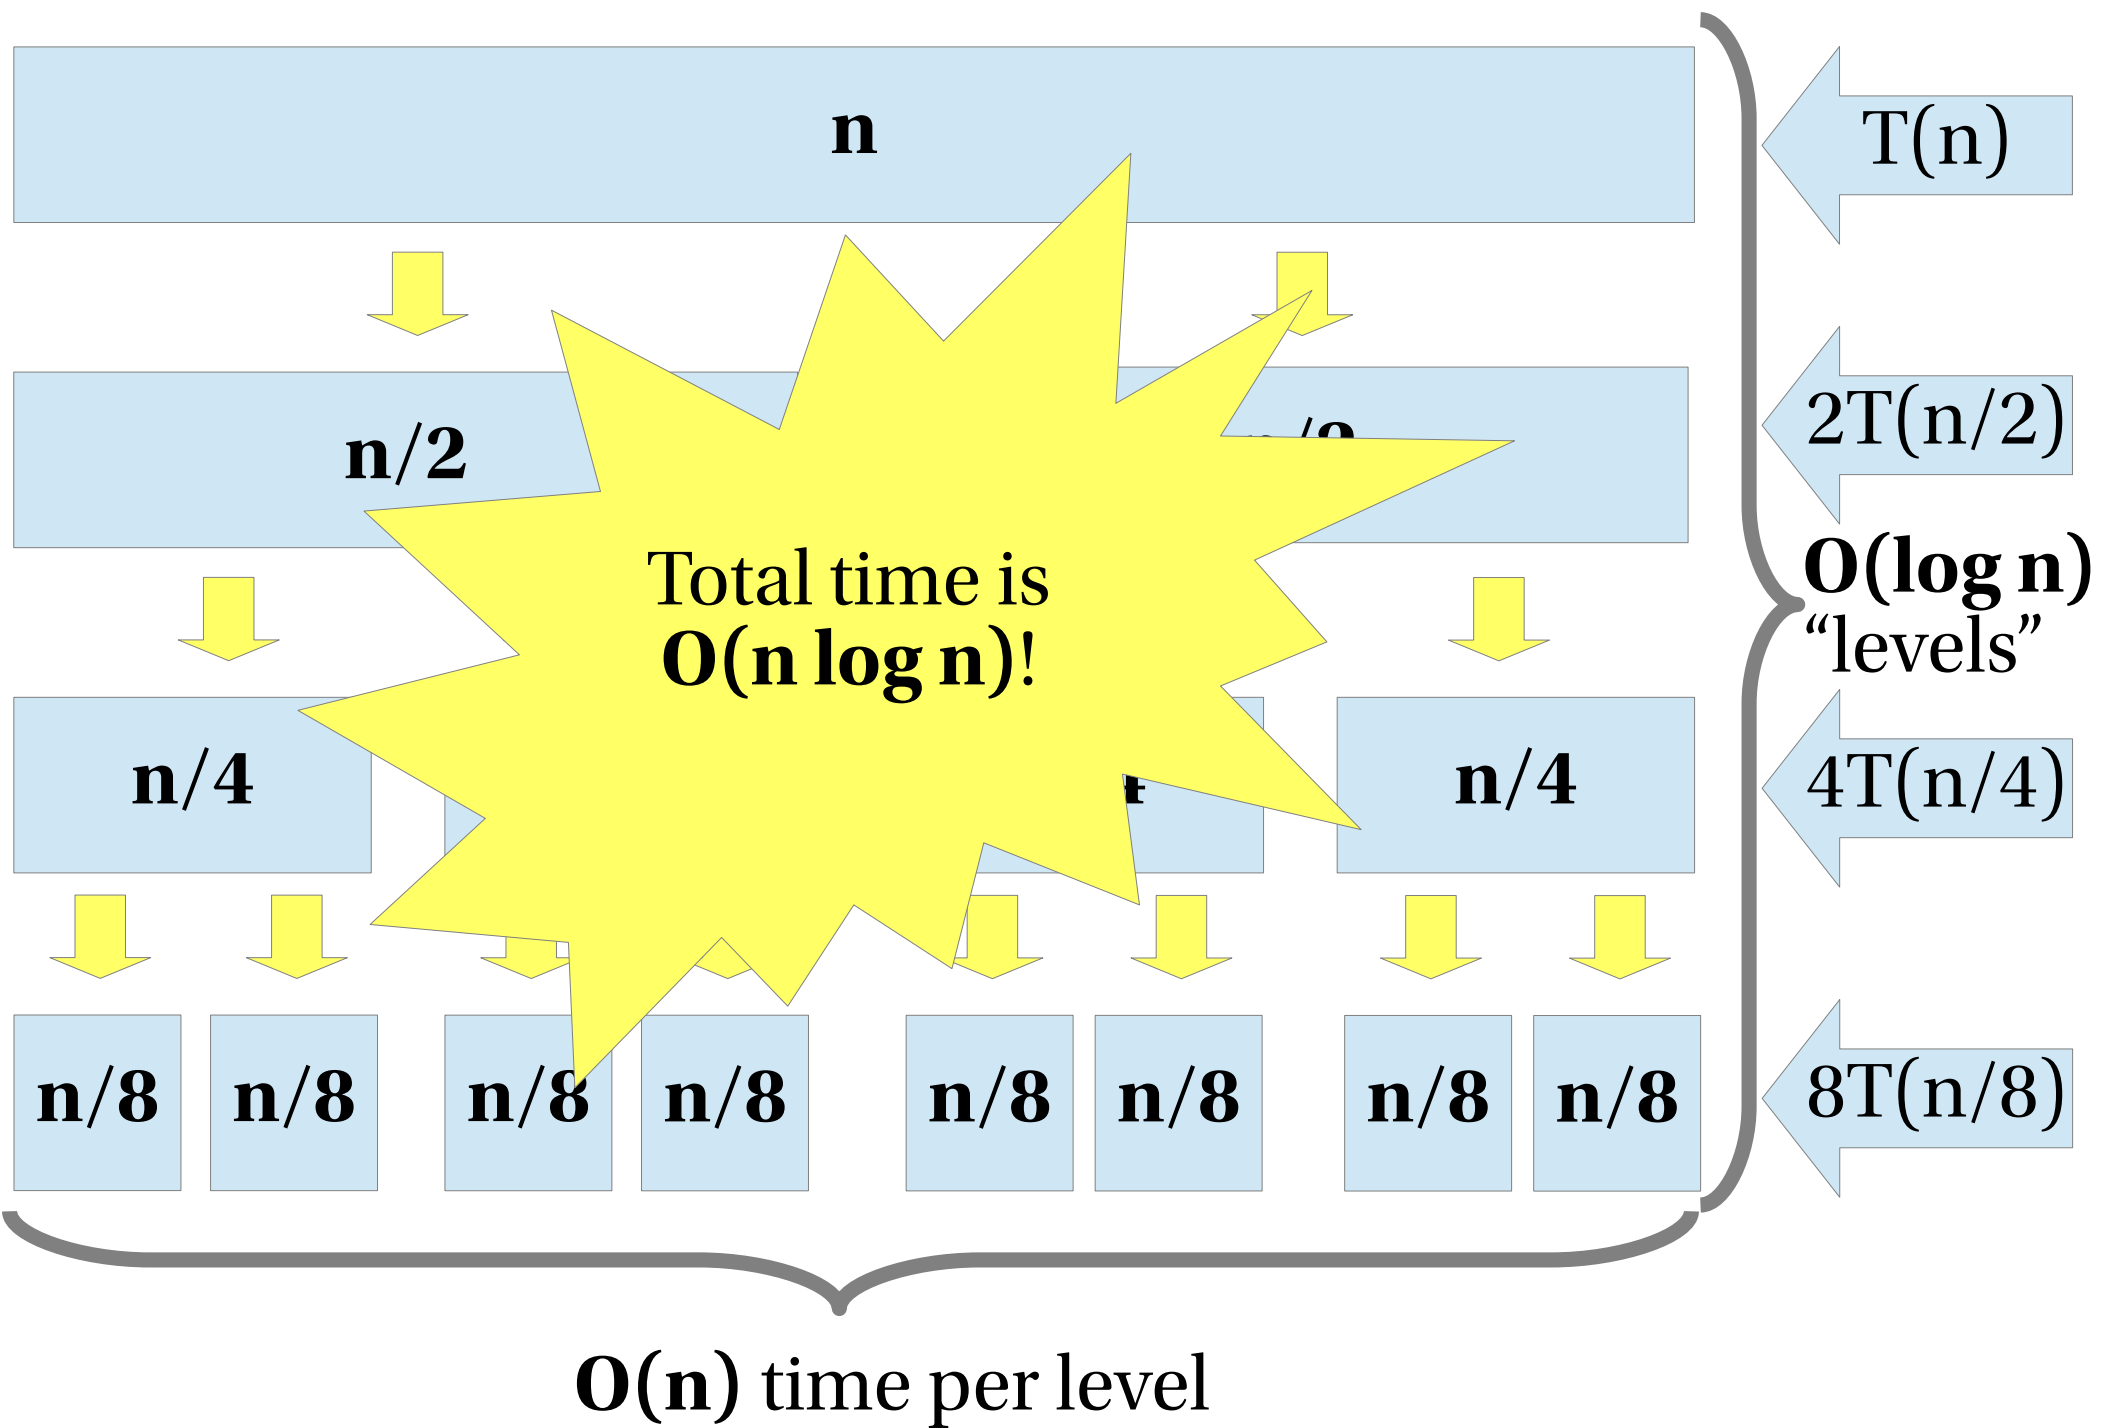 n
T(n)
n/2
2T(n/2)
O(log n)
“levels”
Total time is
O(n log n)!
n/4
n/4
4T(n/4)
n/8
n/8
n/8
n/8
n/8
n/8
n/8
n/8
8T(n/8)
O(n) time per level